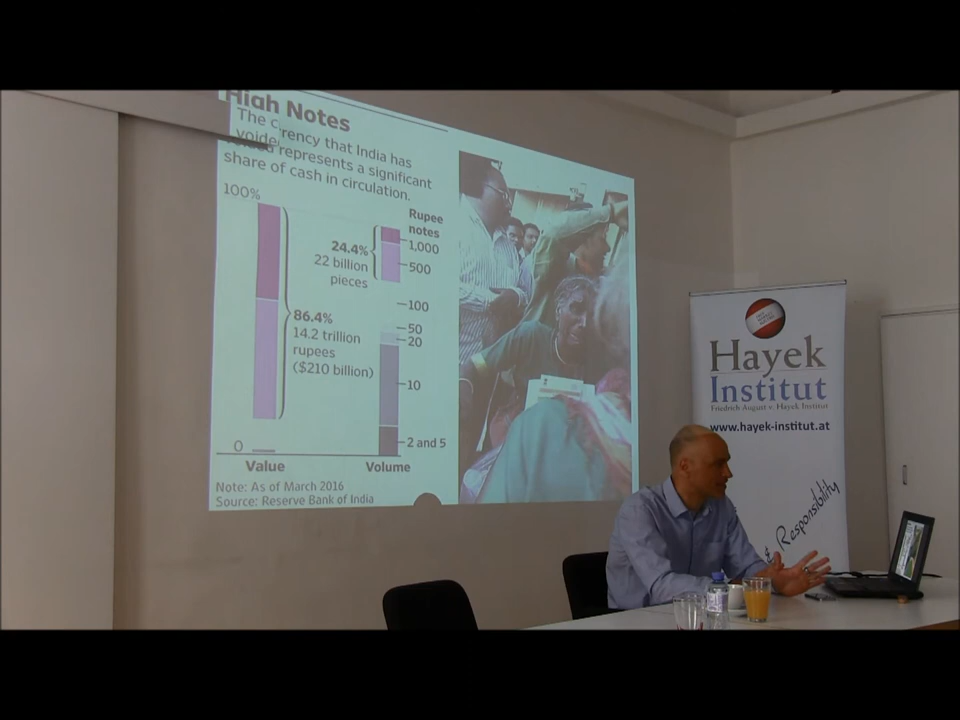 High Notes
The currency that India has
voided represents a significant
share of cash in circulation.
100%
Rupee
notes
24.4%
22 billion
pieces
1,000
500
100
50
20
10
2 and 5
86.4%
14.2 trillion
rupees
($210 billion)
0
Value
Volume
Note: As of March 2016
Source: Reserve Bank of India
Hayek
Institut
Friedrich August v. Hayek Institut
www.hayek-institut.at
& Responsibility